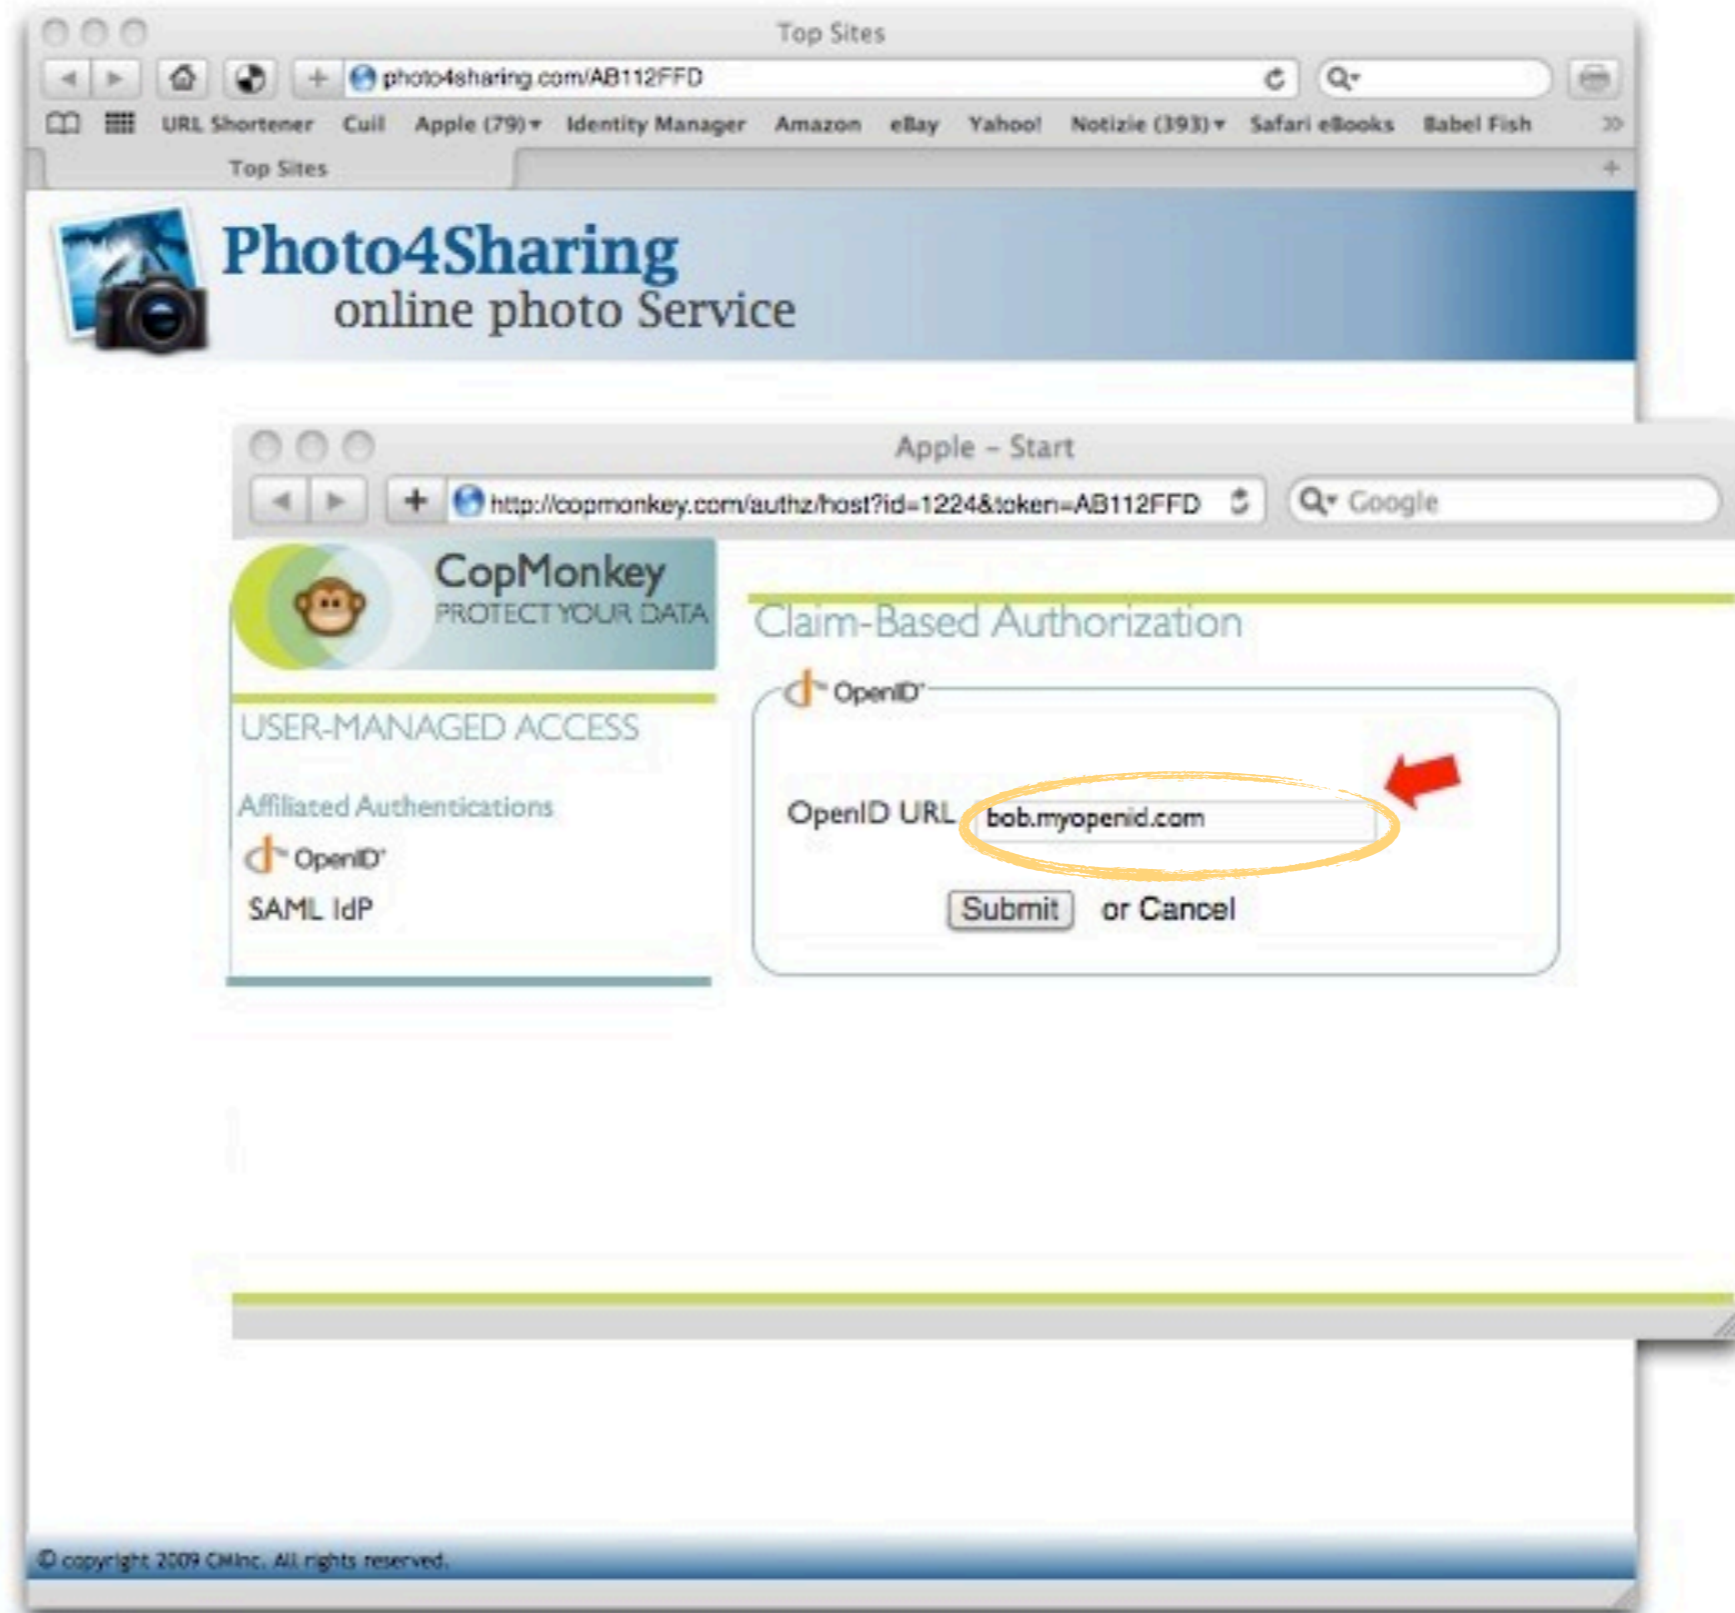 Top Sites
photo4sharing.com/AB112FFD
URL Shortener Cuil Apple (79) Identity Manager Amazon eBay Yahoo! Notizie (393) Safari eBooks Babel Fish
Top Sites
Photo4Sharing
online photo Service
Apple – Start
http://copmonkey.com/authz/host?id=1224&token=AB112FFD
Google
CopMonkey
PROTECT YOUR DATA
USER-MANAGED ACCESS
Affiliated Authentications
OpenID
SAML IdP
Claim-Based Authorization
OpenID
OpenID URL bob.myopenid.com
Submit or Cancel
© copyright 2009 CMInc. All rights reserved.